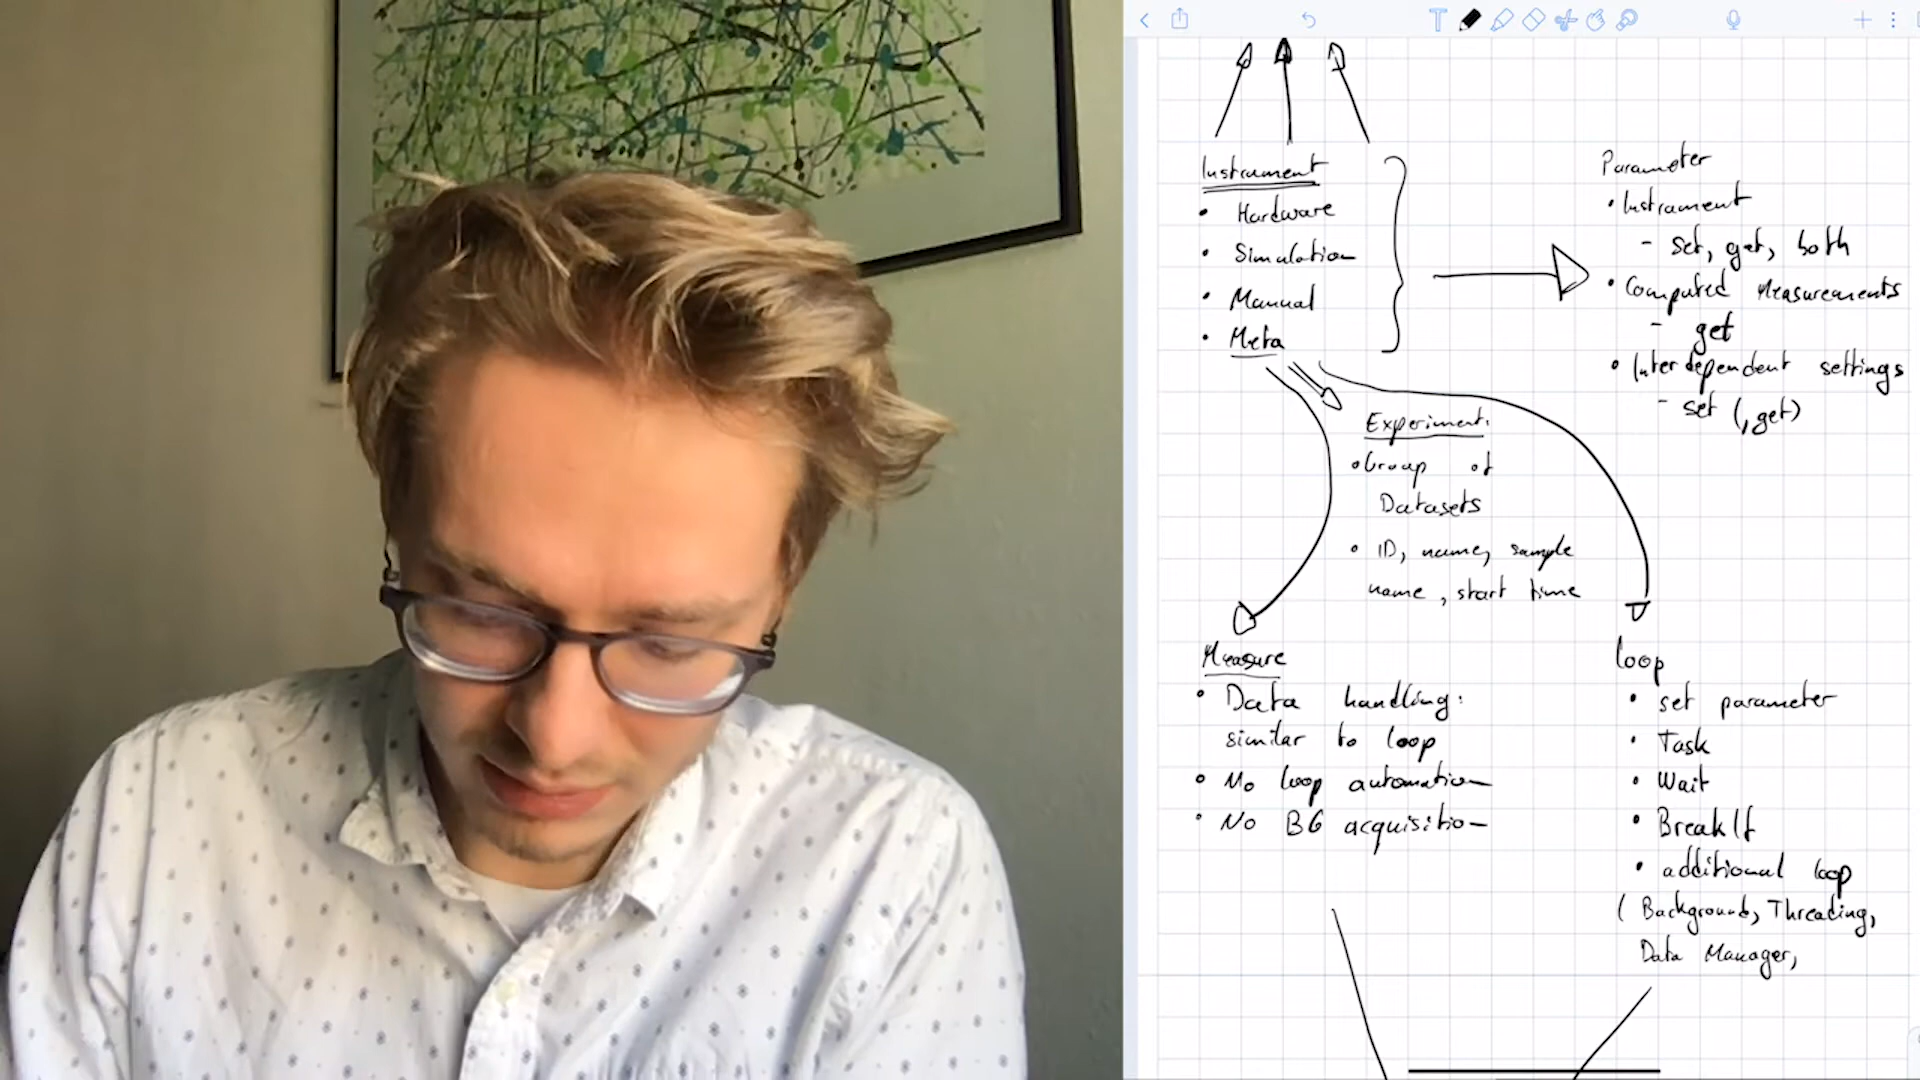 Instrument
• Hardware
• Simulation
• Manual
• Meta
Parameter
• Instrument
- set, get, both
• Computed Measurements
- get
• Interdependent settings
- set (,get)
Experiment:
• Group of
Datasets
• ID, name, sample
name, start time
Measure
• Data handling:
similar to loop
• No loop automation
• No BG acquisition
loop
• set parameter
• Task
• Wait
• BreakIf
• additional loop
( Background, Threading,
Data Manager,